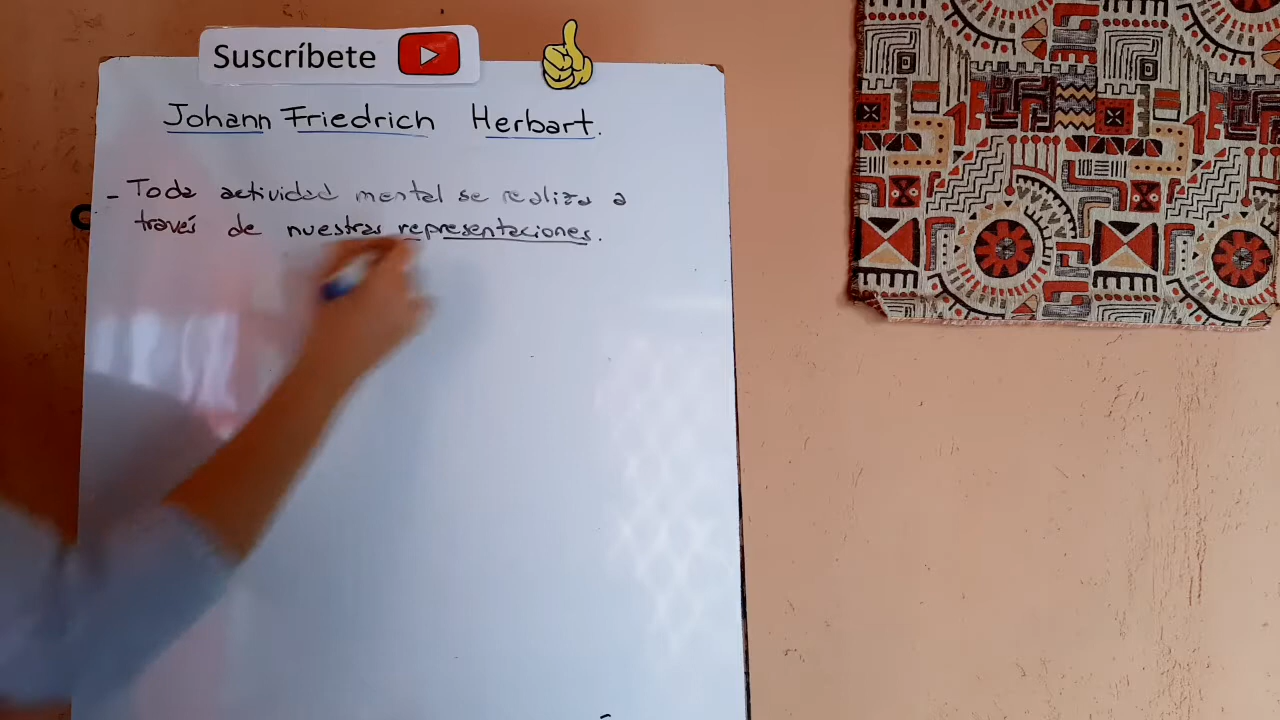 Suscríbete
Johann Friedrich Herbart.
- Toda actividad mental se realiza a
través de nuestras representaciones.